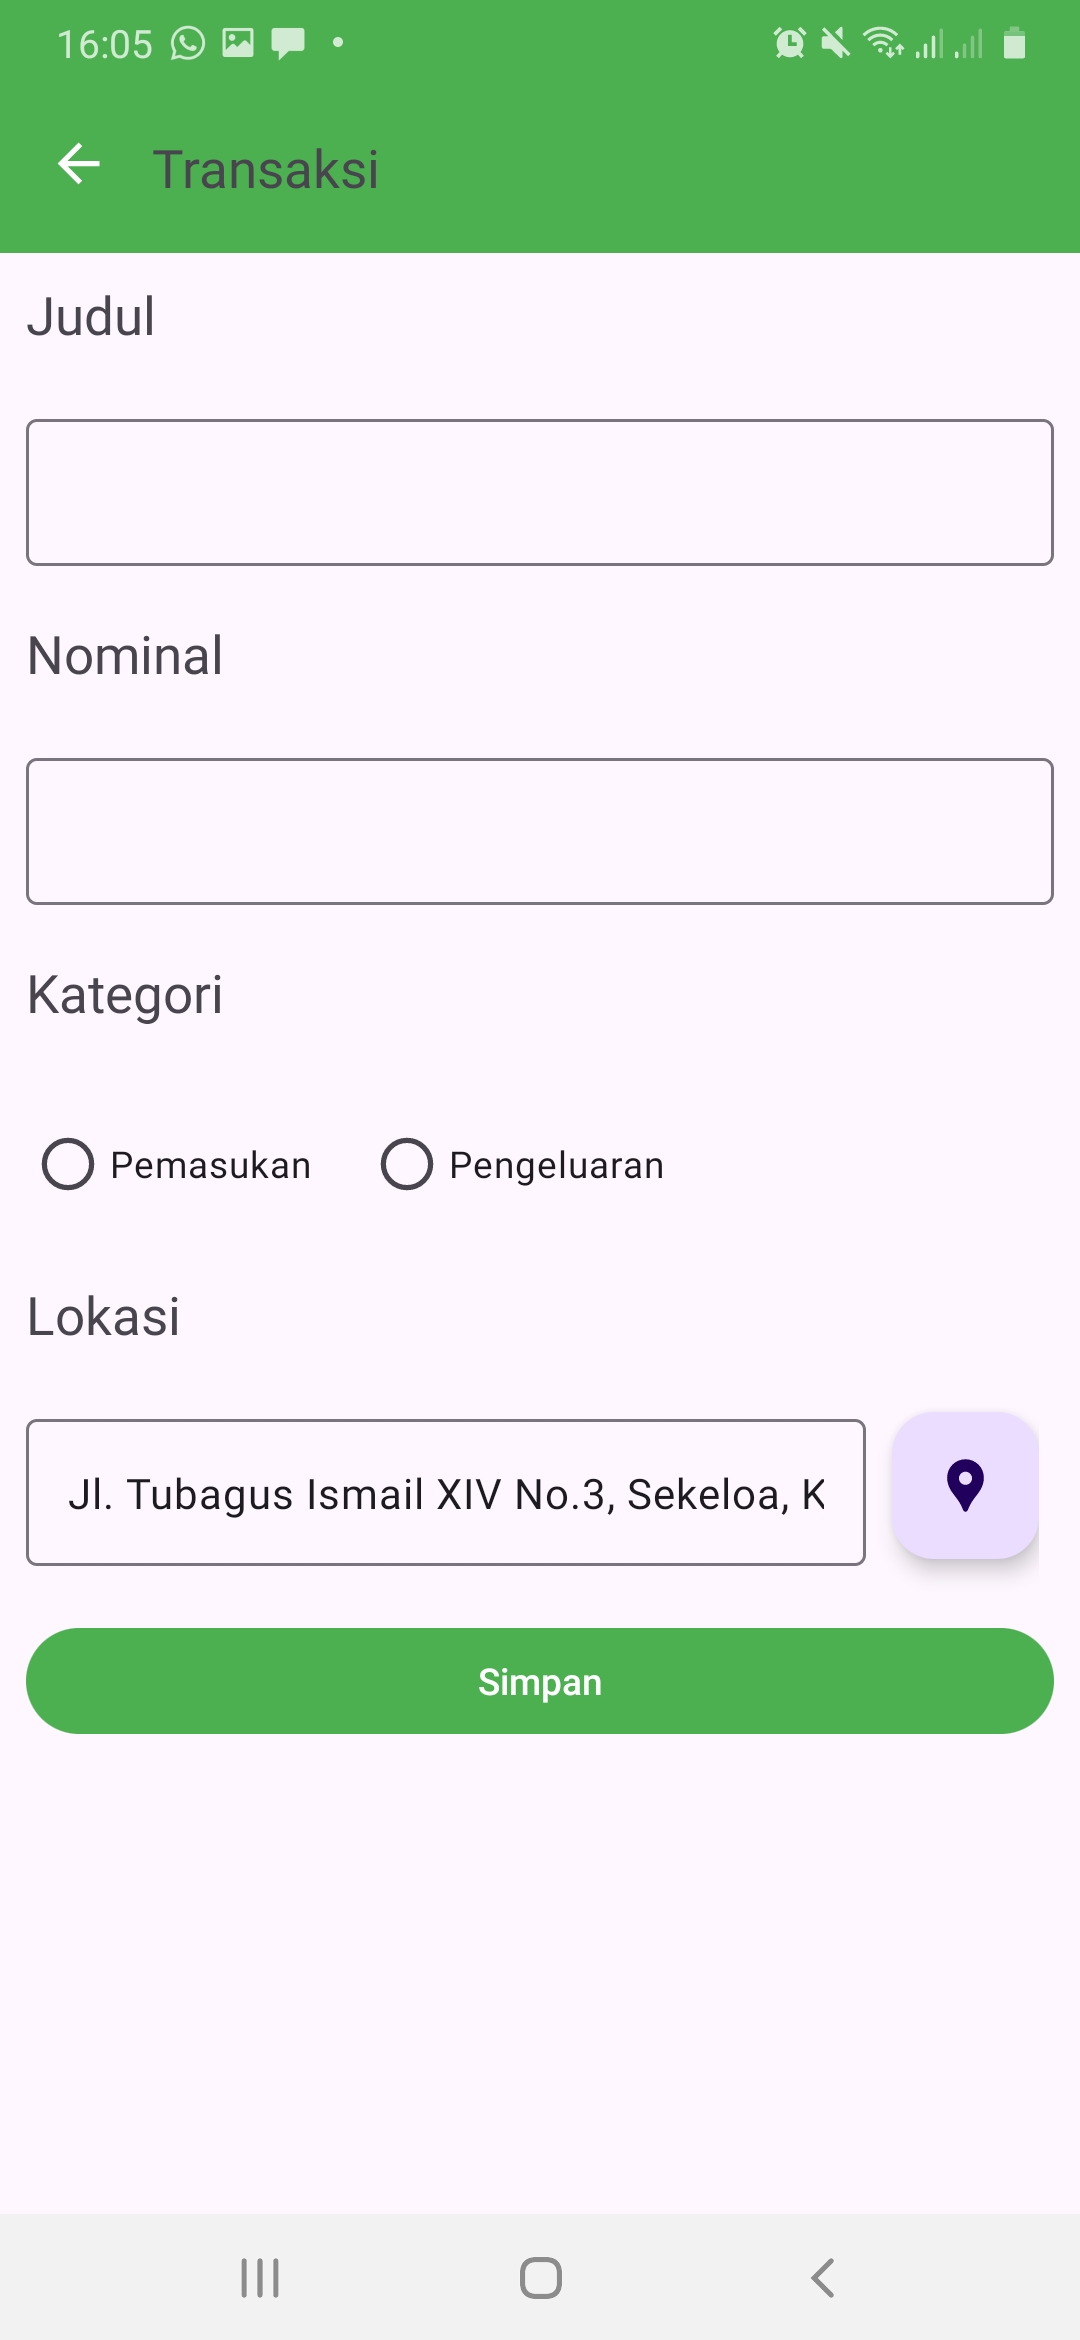 16:05
Transaksi
Judul
Nominal
Kategori
Pemasukan Pengeluaran
Lokasi
Jl. Tubagus Ismail XIV No.3, Sekeloa, K
Simpan